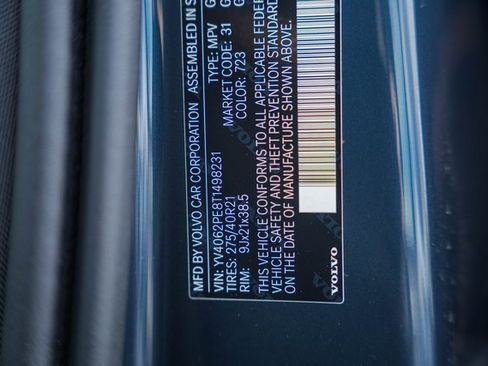 MFD BY VOLVO CAR CORPORATION ASSEMBLED IN S
VIN: YV4062PE8T1498231 TYPE: MPV G
TIRES: 275/40R21 MARKET CODE: 31 G
RIM: 9Jx21x38.5 COLOR: 723 G
THIS VEHICLE CONFORMS TO ALL APPLICABLE FEDER
VEHICLE SAFETY AND THEFT PREVENTION STANDARD
ON THE DATE OF MANUFACTURE SHOWN ABOVE.
VOLVO